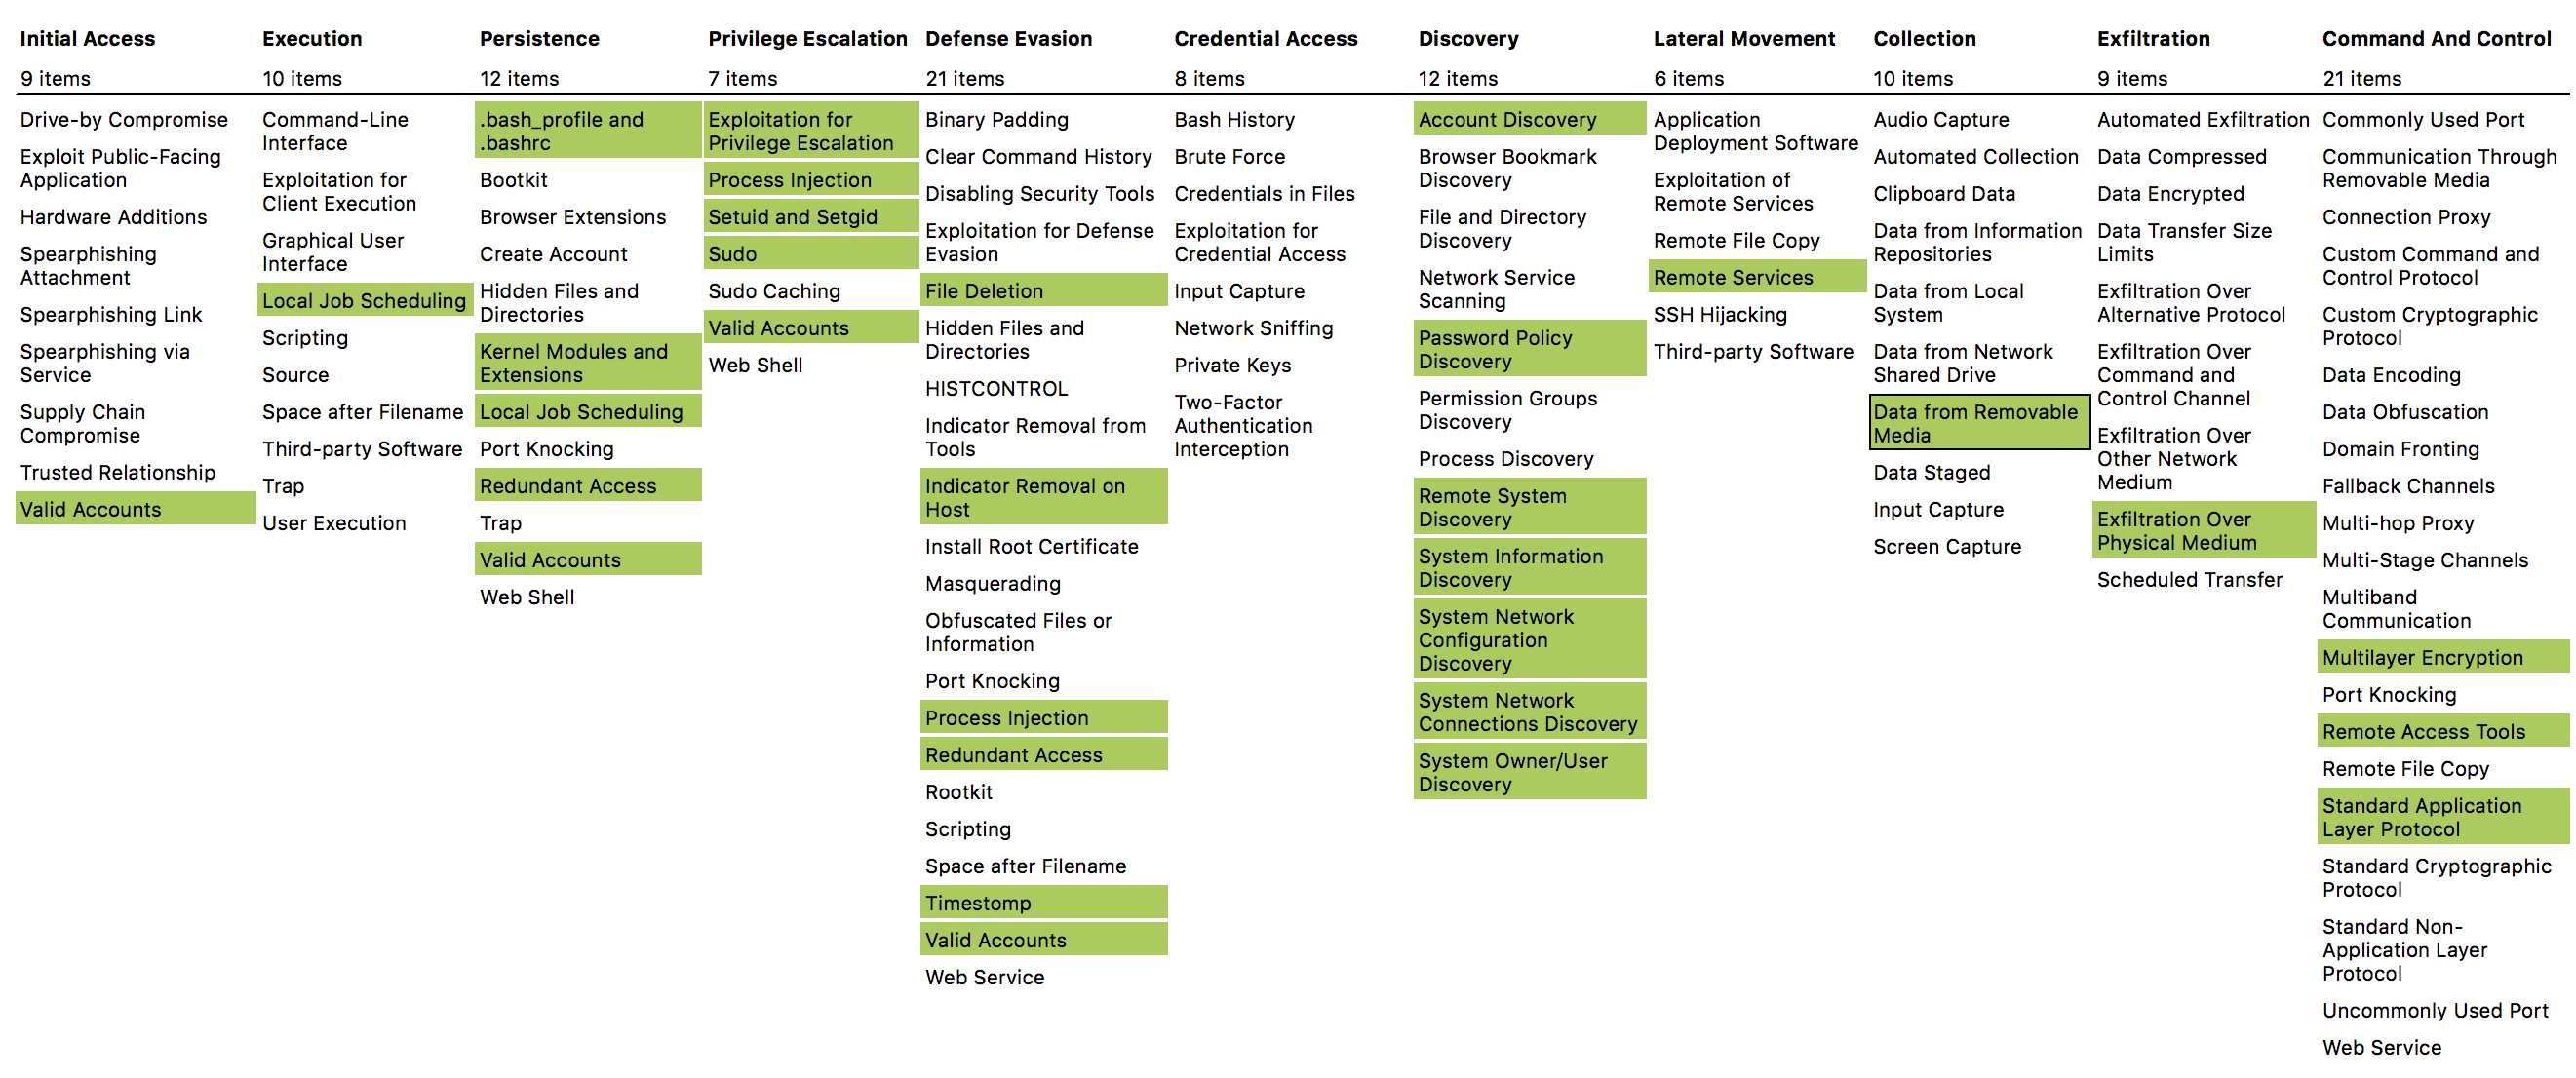 Initial Access
9 items
Drive-by Compromise
Exploit Public-Facing
Application
Hardware Additions
Spearphishing
Attachment
Spearphishing Link
Spearphishing via
Service
Supply Chain
Compromise
Trusted Relationship
Valid Accounts
Execution
10 items
Command-Line
Interface
Exploitation for
Client Execution
Graphical User
Interface
Local Job Scheduling
Scripting
Source
Space after Filename
Third-party Software
Trap
User Execution
Persistence
12 items
.bash_profile and
.bashrc
Bootkit
Browser Extensions
Create Account
Hidden Files and
Directories
Kernel Modules and
Extensions
Local Job Scheduling
Port Knocking
Redundant Access
Trap
Valid Accounts
Web Shell
Privilege Escalation
7 items
Exploitation for
Privilege Escalation
Process Injection
Setuid and Setgid
Sudo
Sudo Caching
Valid Accounts
Web Shell
Defense Evasion
21 items
Binary Padding
Clear Command History
Disabling Security Tools
Exploitation for Defense
Evasion
File Deletion
Hidden Files and
Directories
HISTCONTROL
Indicator Removal from
Tools
Indicator Removal on
Host
Install Root Certificate
Masquerading
Obfuscated Files or
Information
Port Knocking
Process Injection
Redundant Access
Rootkit
Scripting
Space after Filename
Timestomp
Valid Accounts
Web Service
Credential Access
8 items
Bash History
Brute Force
Credentials in Files
Exploitation for
Credential Access
Input Capture
Network Sniffing
Private Keys
Two-Factor
Authentication
Interception
Discovery
12 items
Account Discovery
Browser Bookmark
Discovery
File and Directory
Discovery
Network Service
Scanning
Password Policy
Discovery
Permission Groups
Discovery
Process Discovery
Remote System
Discovery
System Information
Discovery
System Network
Configuration
Discovery
System Network
Connections Discovery
System Owner/User
Discovery
Lateral Movement
6 items
Application
Deployment Software
Exploitation of
Remote Services
Remote File Copy
Remote Services
SSH Hijacking
Third-party Software
Collection
10 items
Audio Capture
Automated Collection
Clipboard Data
Data from Information
Repositories
Data from Local
System
Data from Network
Shared Drive
Data from Removable
Media
Data Staged
Input Capture
Screen Capture
Exfiltration
9 items
Automated Exfiltration
Data Compressed
Data Encrypted
Data Transfer Size
Limits
Exfiltration Over
Alternative Protocol
Exfiltration Over
Command and
Control Channel
Exfiltration Over
Other Network
Medium
Exfiltration Over
Physical Medium
Scheduled Transfer
Command And Control
21 items
Commonly Used Port
Communication Through
Removable Media
Connection Proxy
Custom Command and
Control Protocol
Custom Cryptographic
Protocol
Data Encoding
Data Obfuscation
Domain Fronting
Fallback Channels
Multi-hop Proxy
Multi-Stage Channels
Multiband
Communication
Multilayer Encryption
Port Knocking
Remote Access Tools
Remote File Copy
Standard Application
Layer Protocol
Standard Cryptographic
Protocol
Standard Non-
Application Layer
Protocol
Uncommonly Used Port
Web Service